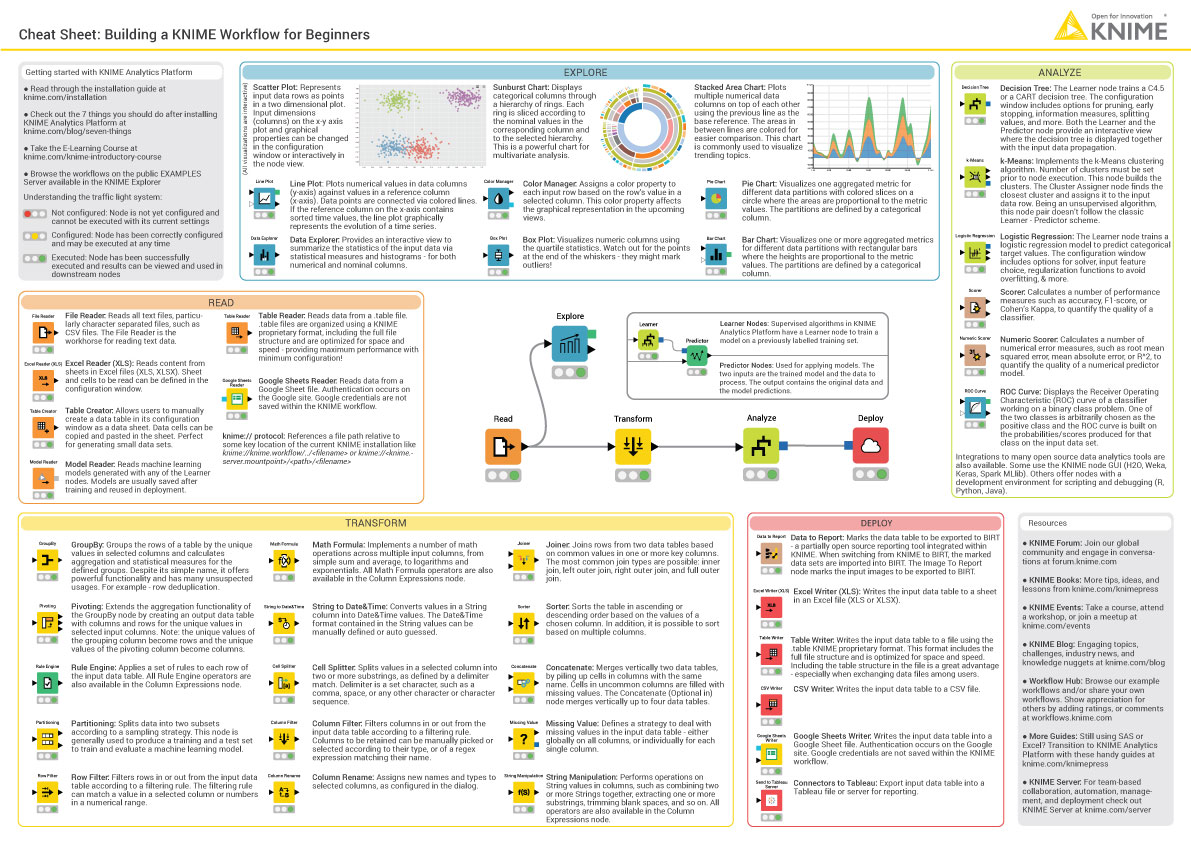 Cheat Sheet: Building a KNIME Workflow for Beginners
Open for Innovation
KNIME
Getting started with KNIME Analytics Platform
● Read through the installation guide at
knime.com/installation
● Check out the 7 things you should do after installing
KNIME Analytics Platform at
knime.com/blog/seven-things
● Take the E-Learning Course at
knime.com/knime-introductory-course
● Browse the workflows on the public EXAMPLES
Server available in the KNIME Explorer
Understanding the traffic light system:
Not configured: Node is not yet configured and
cannot be executed with its current settings
Configured: Node has been correctly configured
and may be executed at any time
Executed: Node has been successfully
executed and results can be viewed and used in
downstream nodes
EXPLORE
(All visualizations are interactive)
Scatter Plot: Represents
input data rows as points
in a two dimensional plot.
Input dimensions
(columns) on the x-y axis
plot and graphical
properties can be changed
in the configuration
window or interactively in
the node view.
Sunburst Chart: Displays
categorical columns through
a hierarchy of rings. Each
ring is sliced according to
the nominal values in the
corresponding column and
to the selected hierarchy.
This is a powerful chart for
multivariate analysis.
Stacked Area Chart: Plots
multiple numerical data
columns on top of each other
using the previous line as the
base reference. The areas in
between lines are colored for
easier comparison. This chart
is commonly used to visualize
trending topics.
Line Plot
Line Plot: Plots numerical values in data columns
(y-axis) against values in a reference column
(x-axis). Data points are connected via colored lines.
If the reference column on the x-axis contains
sorted time values, the line plot graphically
represents the evolution of a time series.
Color Manager
Color Manager: Assigns a color property to
each input row based on the row's value in a
selected column. This color property affects
the graphical representation in the upcoming
views.
Pie Chart
Pie Chart: Visualizes one aggregated metric for
different data partitions with colored slices on a
circle where the areas are proportional to the metric
values. The partitions are defined by a categorical
column.
Data Explorer
Data Explorer: Provides an interactive view to
summarize the statistics of the input data via
statistical measures and histograms - for both
numerical and nominal columns.
Box Plot
Box Plot: Visualizes numeric columns using
the quartile statistics. Watch out for the points
at the end of the whiskers - they might mark
outliers!
Bar Chart
Bar Chart: Visualizes one or more aggregated metrics
for different data partitions with rectangular bars
where the heights are proportional to the metric
values. The partitions are defined by a categorical
column.
ANALYZE
Decision Tree
Decision Tree: The Learner node trains a C4.5
or a CART decision tree. The configuration
window includes options for pruning, early
stopping, information measures, splitting
values, and more. Both the Learner and the
Predictor node provide an interactive view
where the decision tree is displayed together
with the input data propagation.
k-Means
k-Means: Implements the k-Means clustering
algorithm. Number of clusters must be set
prior to node execution. This node builds the
clusters. The Cluster Assigner node finds the
closest cluster and assigns it to the input
data row. Being an unsupervised algorithm,
this node pair doesn't follow the classic
Learner - Predictor scheme.
Logistic Regression
Logistic Regression: The Learner node trains a
logistic regression model to predict categorical
target values. The configuration window
includes options for solver, input feature
choice, regularization functions to avoid
overfitting, & more.
Scorer
Scorer: Calculates a number of performance
measures such as accuracy, F1-score, or
Cohen's Kappa, to quantify the quality of a
classifier.
Numeric Scorer
Numeric Scorer: Calculates a number of
numerical error measures, such as root mean
squared error, mean absolute error, or R^2, to
quantify the quality of a numerical predictor
model.
ROC Curve
ROC Curve: Displays the Receiver Operating
Characteristic (ROC) curve of a classifier
working on a binary class problem. One of
the two classes is arbitrarily chosen as the
positive class and the ROC curve is built on
the probabilities/scores produced for that
class on the input data set.
Integrations to many open source data analytics tools are
also available. Some use the KNIME node GUI (H2O, Weka,
Keras, Spark MLlib). Others offer nodes with a
development environment for scripting and debugging (R,
Python, Java).
READ
File Reader
File Reader: Reads all text files, particu-
larly character separated files, such as
CSV files. The File Reader is the
workhorse for reading text data.
Excel Reader (XLS)
XLS
Excel Reader (XLS): Reads content from
sheets in Excel files (XLS, XLSX). Sheet
and cells to be read can be defined in the
configuration window.
Table Creator
Table Creator: Allows users to manually
create a data table in its configuration
window as a data sheet. Data cells can be
copied and pasted in the sheet. Perfect
for generating small data sets.
Model Reader
Model Reader: Reads machine learning
models generated with any of the Learner
nodes. Models are usually saved after
training and reused in deployment.
Table Reader
Table Reader: Reads data from a .table file.
.table files are organized using a KNIME
proprietary format, including the full file
structure and are optimized for space and
speed - providing maximum performance with
minimum configuration!
Google Sheets
Reader
Google Sheets Reader: Reads data from a
Google Sheet file. Authentication occurs on
the Google site. Google credentials are not
saved within the KNIME workflow.
knime:// protocol: References a file path relative to
some key location of the current KNIME installation like
knime://knime.workflow/../<filename> or knime://<knime.-
server.mountpoint>/<path>/<filename>
Explore
Learner
Predictor
Learner Nodes: Supervised algorithms in KNIME
Analytics Platform have a Learner node to train a
model on a previously labelled training set.
Predictor Nodes: Used for applying models. The
two inputs are the trained model and the data to
process. The output contains the original data and
the model predictions.
Read
Transform
Analyze
Deploy
TRANSFORM
GroupBy
GroupBy: Groups the rows of a table by the unique
values in selected columns and calculates
aggregation and statistical measures for the
defined groups. Despite its simple name, it offers
powerful functionality and has many unsuspected
usages. For example - row deduplication.
Pivoting
Pivoting: Extends the aggregation functionality of
the GroupBy node by creating an output data table
with columns and rows for the unique values in
selected input columns. Note: the unique values of
the grouping column become rows and the unique
values of the pivoting column become columns.
Rule Engine
Rule Engine: Applies a set of rules to each row of
the input data table. All Rule Engine operators are
also available in the Column Expressions node.
Partitioning
Partitioning: Splits data into two subsets
according to a sampling strategy. This node is
generally used to produce a training and a test set
to train and evaluate a machine learning model.
Row Filter
Row Filter: Filters rows in or out from the input data
table according to a filtering rule. The filtering rule
can match a value in a selected column or numbers
in a numerical range.
Math Formula
f(x)
Math Formula: Implements a number of math
operations across multiple input columns, from
simple sum and average, to logarithms and
exponentials. All Math Formula operators are also
available in the Column Expressions node.
String to Date&Time
String to Date&Time: Converts values in a String
column into Date&Time values. The Date&Time
format contained in the String values can be
manually defined or auto guessed.
Cell Splitter
Cell Splitter: Splits values in a selected column into
two or more substrings, as defined by a delimiter
match. Delimiter is a set character, such as a
comma, space, or any other character or character
sequence.
Column Filter
Column Filter: Filters columns in or out from the
input data table according to a filtering rule.
Columns to be retained can be manually picked or
selected according to their type, or of a regex
expression matching their name.
Column Rename
Column Rename: Assigns new names and types to
selected columns, as configured in the dialog.
Joiner
Joiner: Joins rows from two data tables based
on common values in one or more key columns.
The most common join types are possible: inner
join, left outer join, right outer join, and full outer
join.
Sorter
Sorter: Sorts the table in ascending or
descending order based on the values of a
chosen column. In addition, it is possible to sort
based on multiple columns.
Concatenate
Concatenate: Merges vertically two data tables,
by piling up cells in columns with the same
name. Cells in uncommon columns are filled with
missing values. The Concatenate (Optional in)
node merges vertically up to four data tables.
Missing Value
?
Missing Value: Defines a strategy to deal with
missing values in the input data table - either
globally on all columns, or individually for each
single column.
String Manipulation
f(S)
String Manipulation: Performs operations on
String values in columns, such as combining two
or more Strings together, extracting one or more
substrings, trimming blank spaces, and so on. All
operators are also available in the Column
Expressions node.
DEPLOY
Data to Report
Data to Report: Marks the data table to be exported to BIRT
- a partially open source reporting tool integrated within
KNIME. When switching from KNIME to BIRT, the marked
data sets are imported into BIRT. The Image To Report
node marks the input images to be exported to BIRT.
Excel Writer (XLS)
XLS
Excel Writer (XLS): Writes the input data table to a sheet
in an Excel file (XLS or XLSX).
Table Writer
Table Writer: Writes the input data table to a file using the
.table KNIME proprietary format. This format includes the
full file structure and is optimized for space and speed.
Including the table structure in the file is a great advantage
- especially when exchanging data files among users.
CSV Writer
CSV Writer: Writes the input data table to a CSV file.
Google Sheets
Writer
Google Sheets Writer: Writes the input data table into a
Google Sheet file. Authentication occurs on the Google
site. Google credentials are not saved within the KNIME
workflow.
Send to Tableau
Server
Connectors to Tableau: Export input data table into a
Tableau file or server for reporting.
Resources
● KNIME Forum: Join our global
community and engage in conversa-
tions at forum.knime.com
● KNIME Books: More tips, ideas, and
lessons from knime.com/knimepress
● KNIME Events: Take a course, attend
a workshop, or join a meetup at
knime.com/events
● KNIME Blog: Engaging topics,
challenges, industry news, and
knowledge nuggets at knime.com/blog
● Workflow Hub: Browse our example
workflows and/or share your own
workflows. Show appreciation for
others by adding ratings, or comments
at workflows.knime.com
● More Guides: Still using SAS or
Excel? Transition to KNIME Analytics
Platform with these handy guides at
knime.com/knimepress
● KNIME Server: For team-based
collaboration, automation, manage-
ment, and deployment check out
KNIME Server at knime.com/server